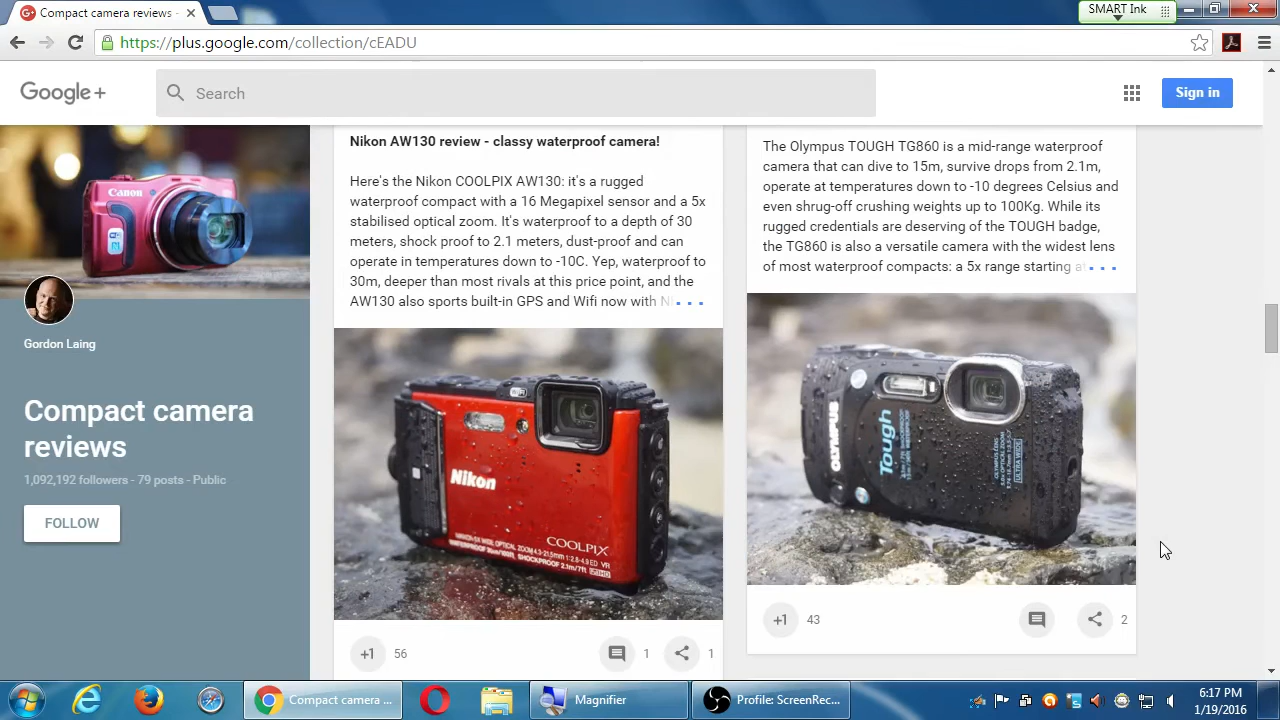 Compact camera reviews -
SMART Ink
https://plus.google.com/collection/cEADU
Google+
Search
Sign in
Canon
Gordon Laing
Compact camera
reviews
1,092,192 followers - 79 posts - Public
FOLLOW
Nikon AW130 review - classy waterproof camera!
Here's the Nikon COOLPIX AW130: it's a rugged
waterproof compact with a 16 Megapixel sensor and a 5x
stabilised optical zoom. It's waterproof to a depth of 30
meters, shock proof to 2.1 meters, dust-proof and can
operate in temperatures down to -10C. Yep, waterproof to
30m, deeper than most rivals at this price point, and the
AW130 also sports built-in GPS and Wifi now with
Nikon
COOLPIX
+1
56
1
1
The Olympus TOUGH TG860 is a mid-range waterproof
camera that can dive to 15m, survive drops from 2.1m,
operate at temperatures down to -10 degrees Celsius and
even shrug-off crushing weights up to 100Kg. While its
rugged credentials are deserving of the TOUGH badge,
the TG860 is also a versatile camera with the widest lens
of most waterproof compacts: a 5x range starting
OLYMPUS
Tough
+1
43
2
Compact camera ...
Magnifier
Profile: ScreenRec...
6:17 PM
1/19/2016